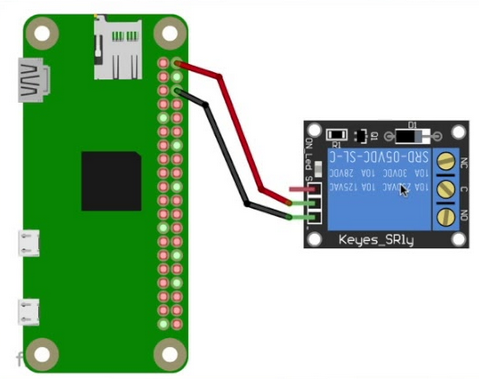 D1
Q1
R1
ON_Led
S
10A 250VAC 10A 125VAC
10A 30VDC 10A 28VDC
SRD-05VDC-SL-C
NC
C
NO
Keyes_SR1y
f